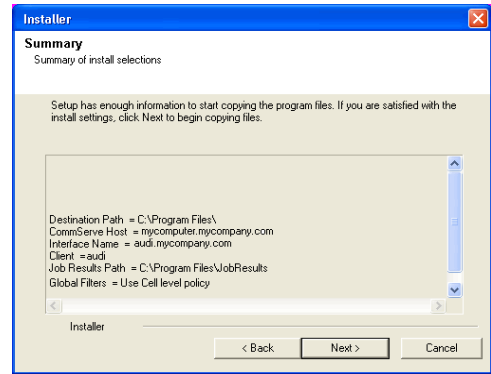 Installer
Summary
Summary of install selections
Setup has enough information to start copying the program files. If you are satisfied with the
install settings, click Next to begin copying files.
Destination Path = C:\Program Files\
CommServe Host = mycomputer.mycompany.com
Interface Name = audi.mycompany.com
Client =audi
Job Results Path = C:\Program Files\JobResults
Global Filters = Use Cell level policy
Installer
< Back Next > Cancel